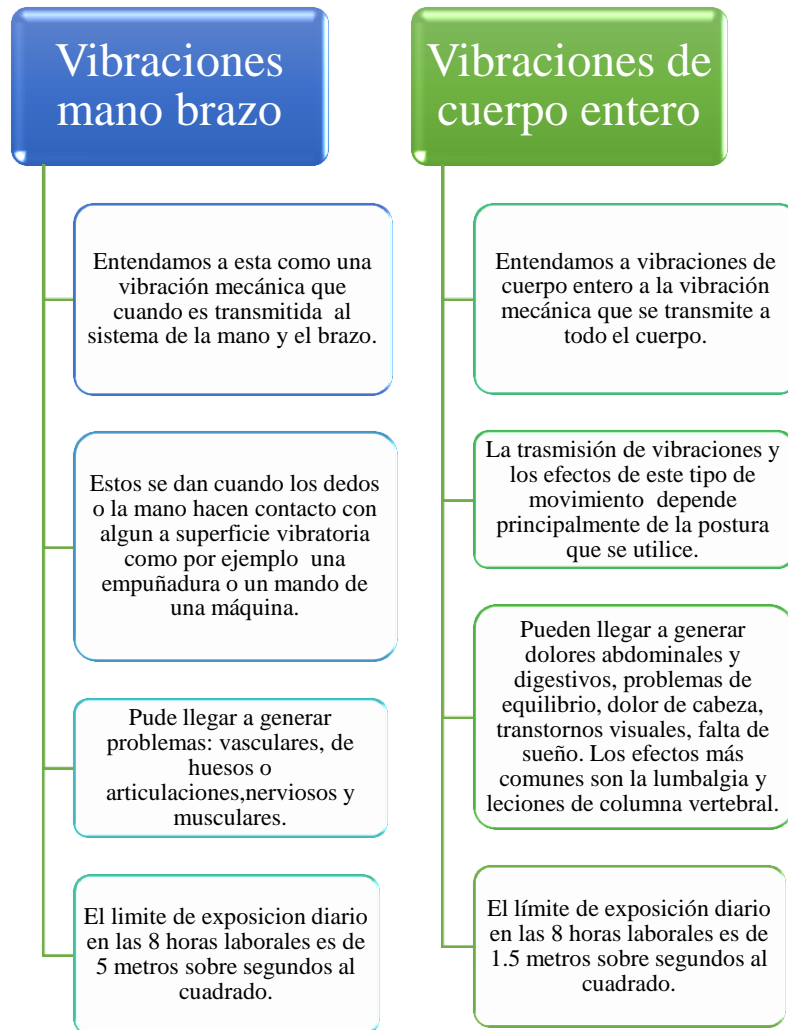 Vibraciones
mano brazo
Entendamos a esta como una
vibración mecánica que
cuando es transmitida al
sistema de la mano y el brazo.
Estos se dan cuando los dedos
o la mano hacen contacto con
algun a superficie vibratoria
como por ejemplo una
empuñadura o un mando de
una máquina.
Pude llegar a generar
problemas: vasculares, de
huesos o
articulaciones,nerviosos y
musculares.
El limite de exposicion diario
en las 8 horas laborales es de
5 metros sobre segundos al
cuadrado.
Vibraciones de
cuerpo entero
Entendamos a vibraciones de
cuerpo entero a la vibración
mecánica que se transmite a
todo el cuerpo.
La trasmisión de vibraciones y
los efectos de este tipo de
movimiento depende
principalmente de la postura
que se utilice.
Pueden llegar a generar
dolores abdominales y
digestivos, problemas de
equilibrio, dolor de cabeza,
transtornos visuales, falta de
sueño. Los efectos más
comunes son la lumbalgia y
leciones de columna vertebral.
El límite de exposición diario
en las 8 horas laborales es de
1.5 metros sobre segundos al
cuadrado.